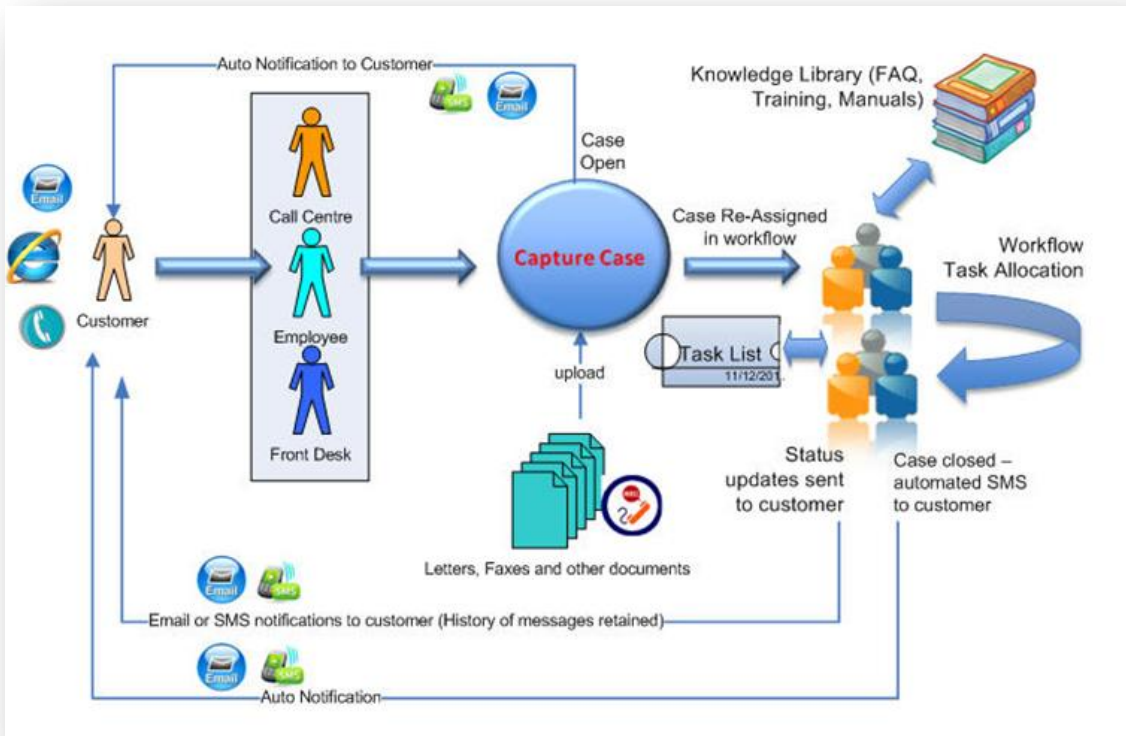 Auto Notification to Customer
SMS
Email
Knowledge Library (FAQ,
Training, Manuals)
Case
Open
Email
Call Centre
Case Re-Assigned
in workflow
Workflow
Task Allocation
Capture Case
Customer
Employee
Task List
11/12/201..
upload
Front Desk
Status
updates sent
to customer
Case closed –
automated SMS
to customer
Letters, Faxes and other documents
Email
SMS
Email or SMS notifications to customer (History of messages retained)
Email
SMS
Auto Notification